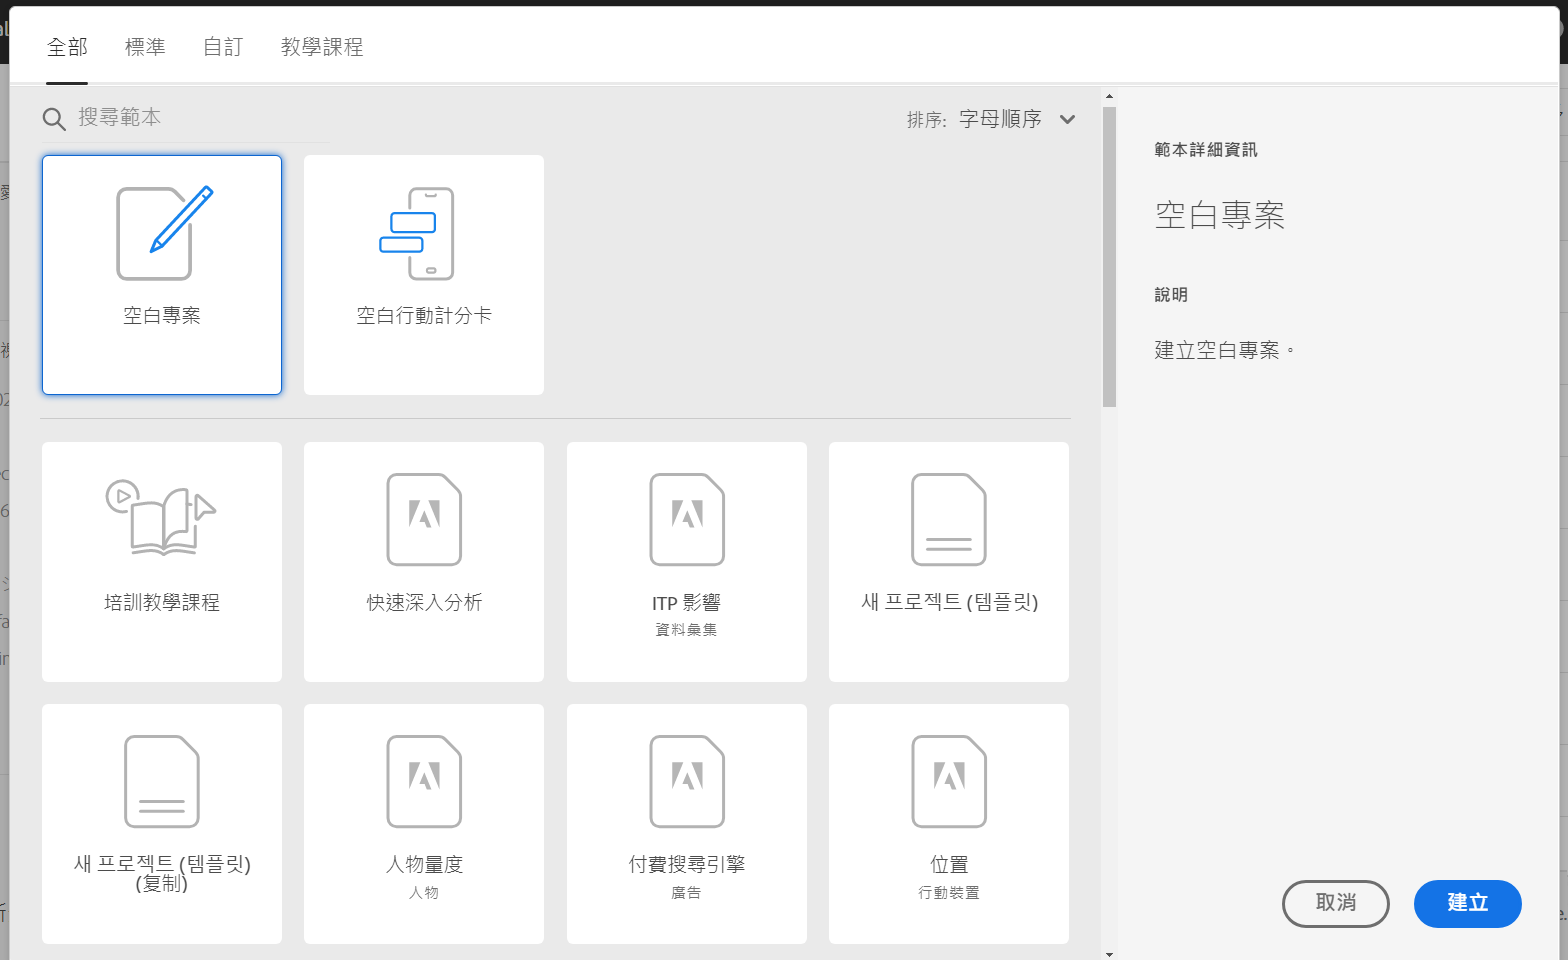 全部
標準
自訂
教學課程
搜尋範本
排序: 字母順序
空白專案
空白行動計分卡
培訓教學課程
快速深入分析
ITP 影響
資料彙集
새 프로젝트 (템플릿)
새 프로젝트 (템플릿)
(复制)
人物量度
人物
付費搜尋引擎
廣告
位置
行動裝置
範本詳細資訊
空白專案
說明
建立空白專案。
取消
建立